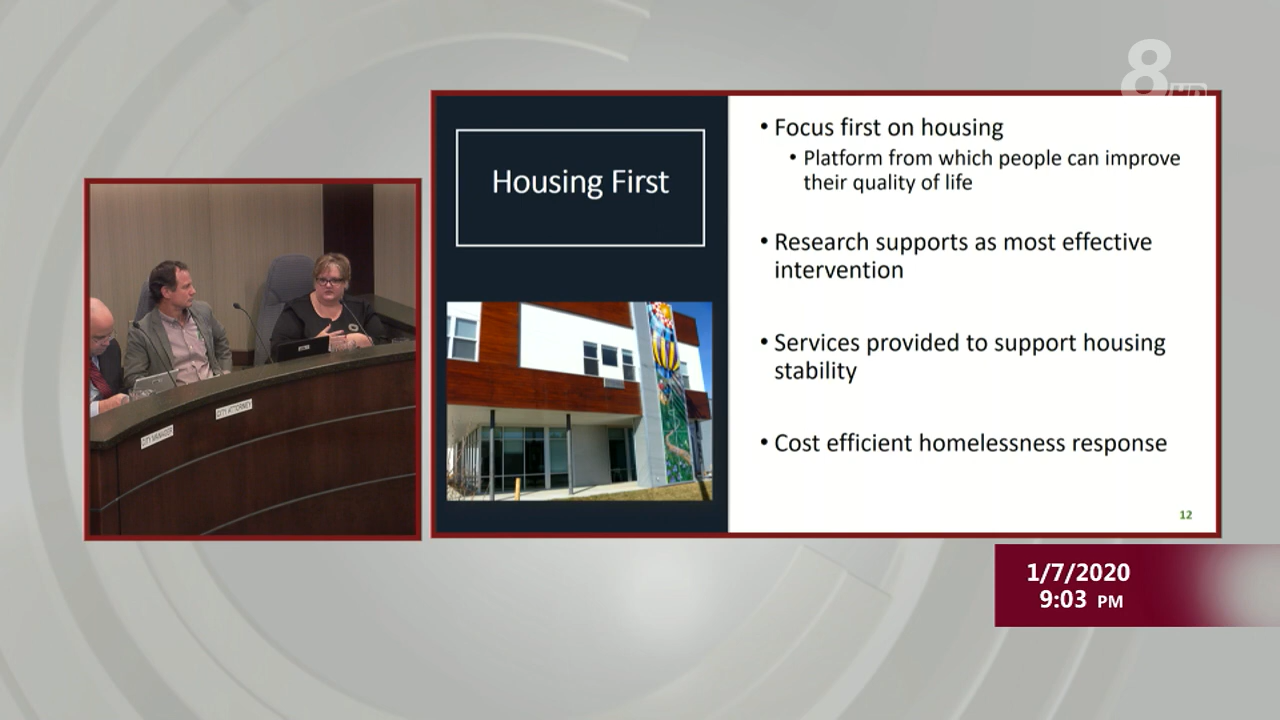 8
HD
Housing First
• Focus first on housing
• Platform from which people can improve
their quality of life
• Research supports as most effective
intervention
• Services provided to support housing
stability
• Cost efficient homelessness response
12
CITY MANAGER
CITY ATTORNEY
1/7/2020
9:03 PM